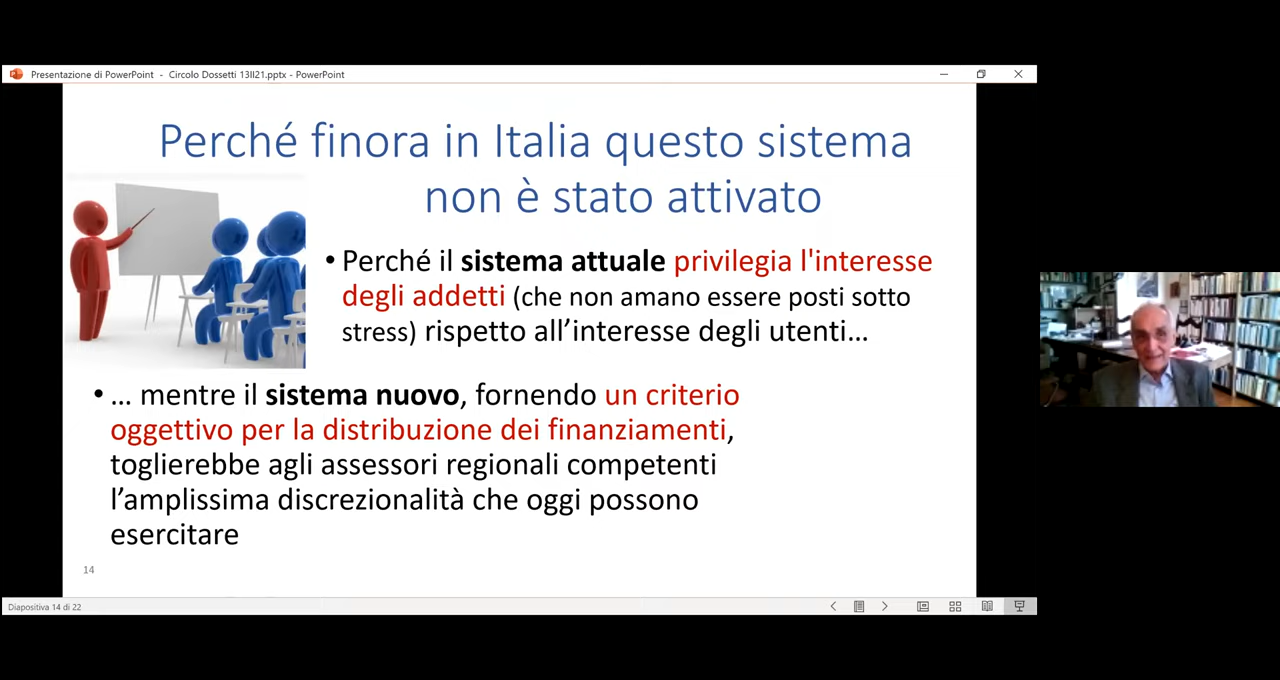 Presentazione di PowerPoint - Circolo Dossetti 13II21.pptx - PowerPoint
Perché finora in Italia questo sistema
non è stato attivato
• Perché il sistema attuale privilegia l'interesse
degli addetti (che non amano essere posti sotto
stress) rispetto all’interesse degli utenti…
• … mentre il sistema nuovo, fornendo un criterio
oggettivo per la distribuzione dei finanziamenti,
toglierebbe agli assessori regionali competenti
l’amplissima discrezionalità che oggi possono
esercitare
14
Diapositiva 14 di 22